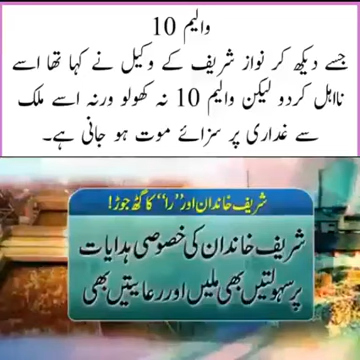 والیم 10
جسے دیکھ کر نواز شریف کے وکیل نے کہا تھا اسے
نااہل کردو لیکن والیم 10 نہ کھولو ورنہ اسے ملک
سے غداری پر سزائے موت ہو جانی ہے۔
شریف خاندان اور ”را“ کا گٹھ جوڑ!
شریف خاندان کی خصوصی ہدایات
پر سہولتیں بھی ملیں اور رعایتیں بھی